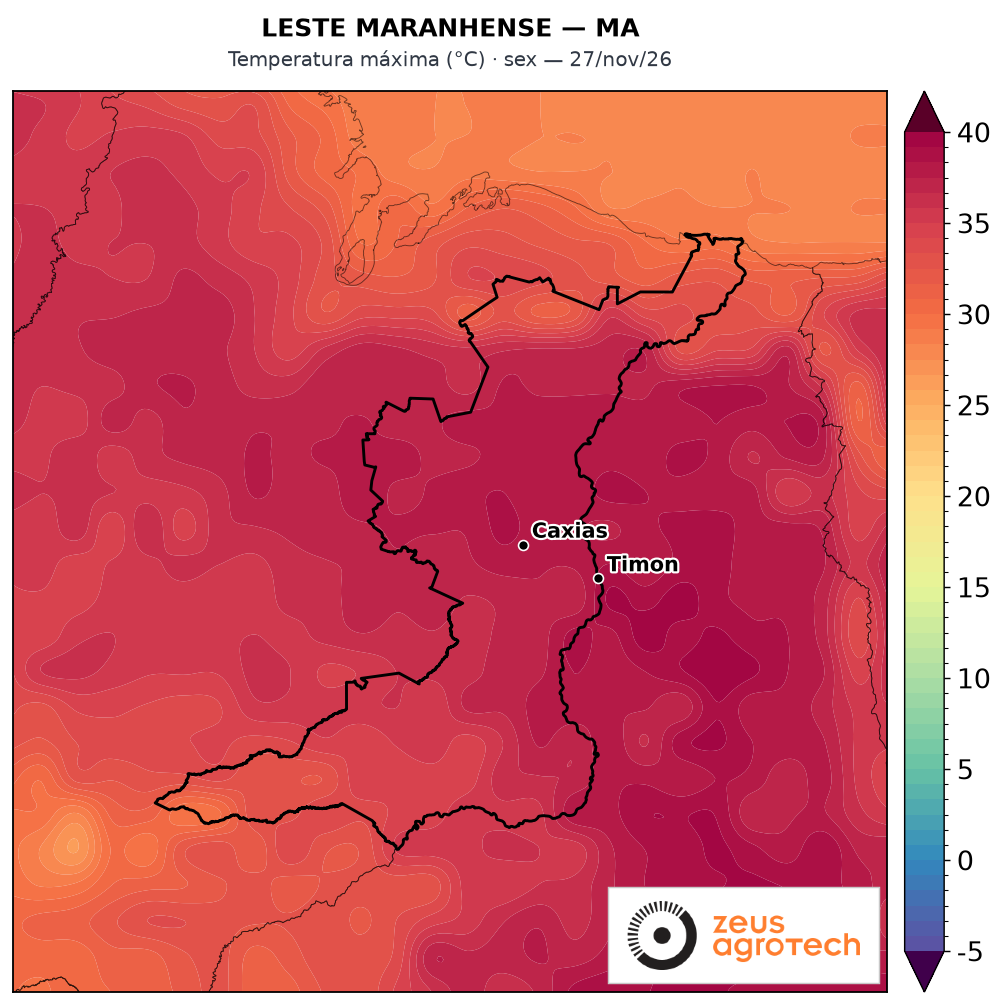 LESTE MARANHENSE — MA
Temperatura máxima (°C) · sex — 27/nov/26
40
35
30
25
20
15
10
5
0
-5
Caxias
Timon
zeus
agrotech